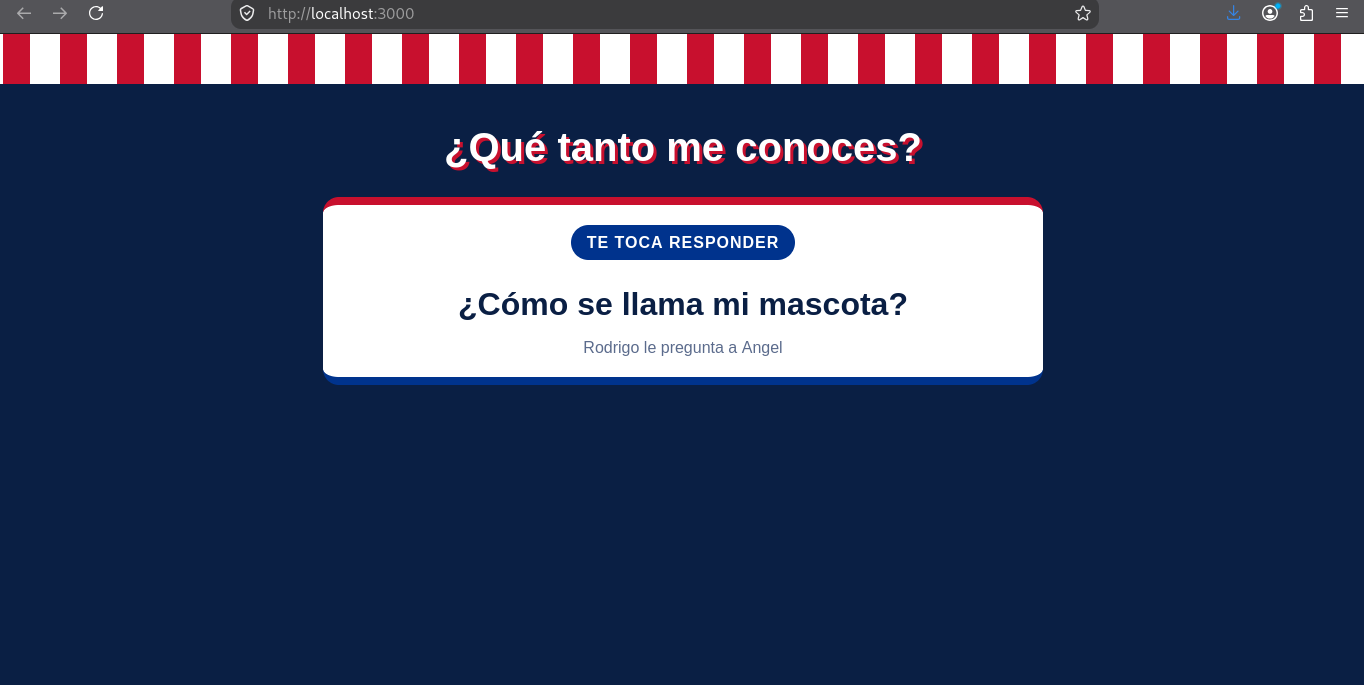 http://localhost:3000
¿Qué tanto me conoces?
TE TOCA RESPONDER
¿Cómo se llama mi mascota?
Rodrigo le pregunta a Angel